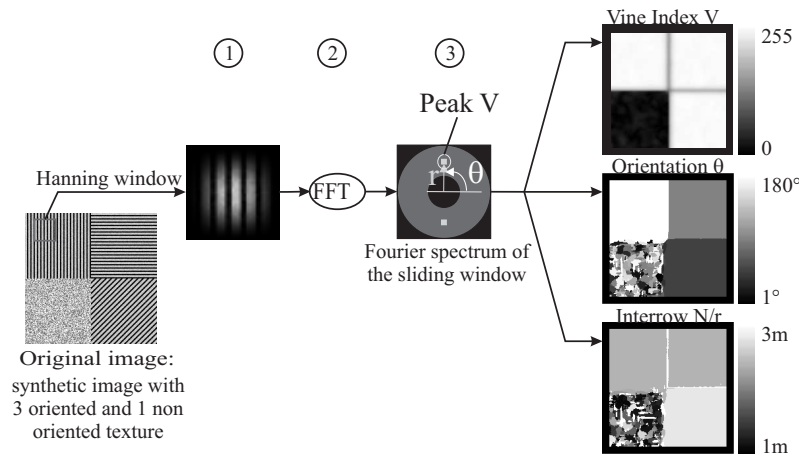 1
2
3
Vine Index V
255
0
Peak V
Hanning window
FFT
r
θ
Fourier spectrum of
the sliding window
Orientation θ
180°
1°
Interrow N/r
3m
1m
Original image:
synthetic image with
3 oriented and 1 non
oriented texture